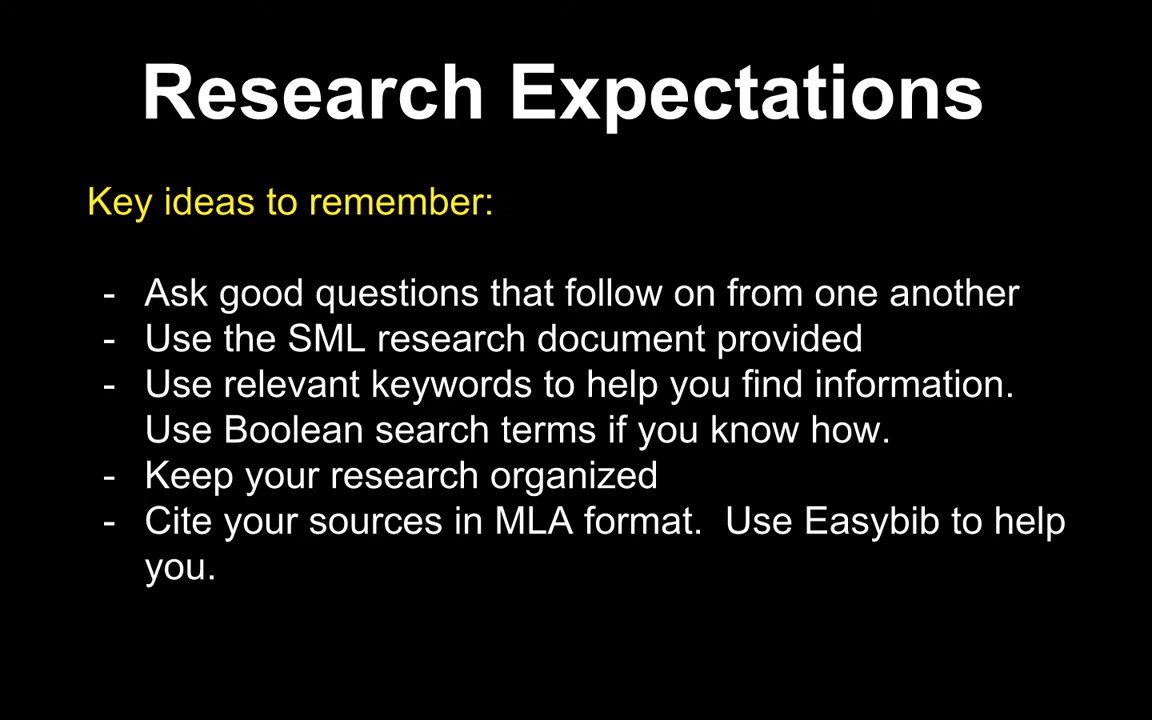 Research Expectations
Key ideas to remember:
- Ask good questions that follow on from one another
- Use the SML research document provided
- Use relevant keywords to help you find information.
Use Boolean search terms if you know how.
- Keep your research organized
- Cite your sources in MLA format.  Use Easybib to help
you.